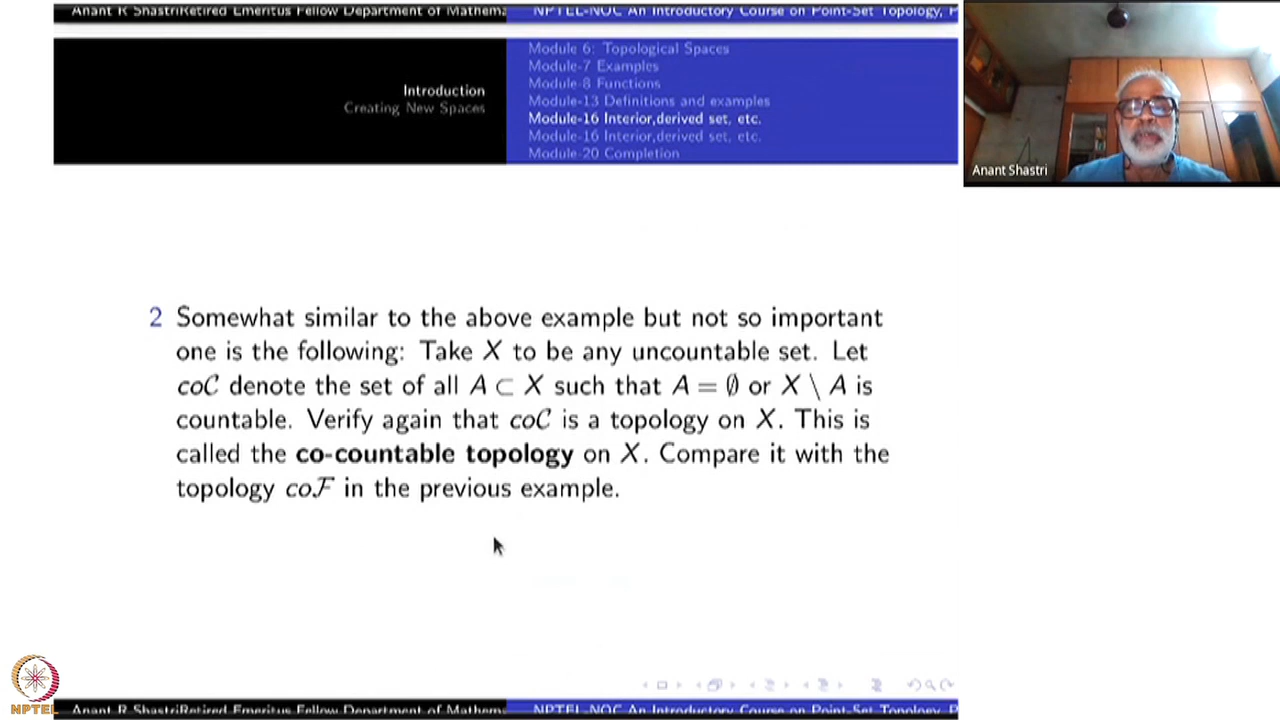 Anant R ShastriRetired Emeritus Fellow Department of Mathema
NPTEL-NOC An Introductory Course on Point-Set Topology, P
Introduction
Creating New Spaces
Module 6: Topological Spaces
Module-7 Examples
Module-8 Functions
Module-13 Definitions and examples
Module-16 Interior,derived set, etc.
Module-16 Interior,derived set, etc.
Module-20 Completion
Anant Shastri
2 Somewhat similar to the above example but not so important
one is the following: Take X to be any uncountable set. Let
coC denote the set of all A ⊂ X such that A = ∅ or X \ A is
countable. Verify again that coC is a topology on X. This is
called the co-countable topology on X. Compare it with the
topology coF in the previous example.
NPTEL
Anant R ShastriRetired Emeritus Fellow Department of Mathema
NPTEL-NOC An Introductory Course on Point-Set Topology, P